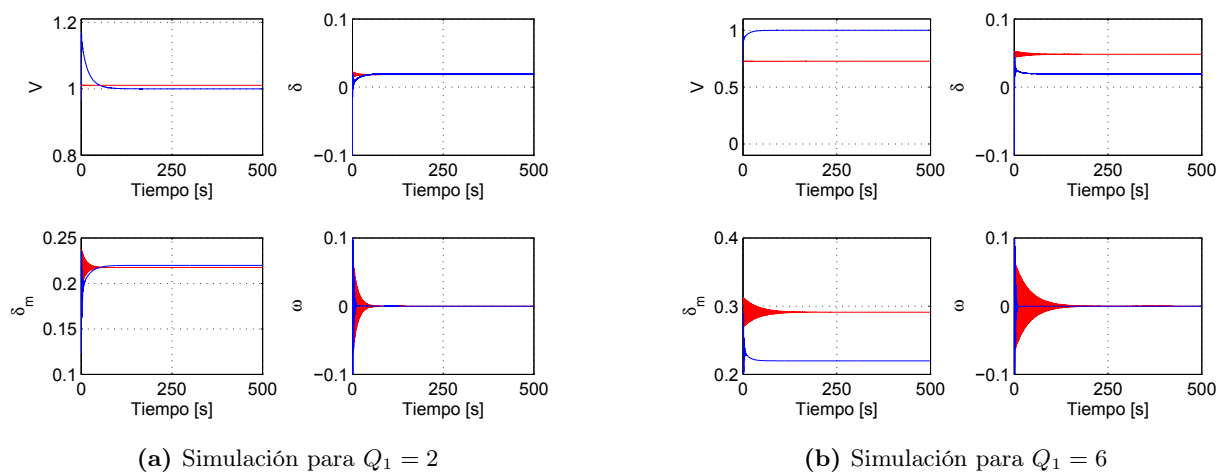 1.2
1
0.8
V
0
250
500
Tiempo [s]
0.1
0
−0.1
δ
0
250
500
Tiempo [s]
0.25
0.2
0.15
0.1
δm
0
250
500
Tiempo [s]
0.1
0
−0.1
ω
0
250
500
Tiempo [s]
(a) Simulación para Q1 = 2
1
0.5
0
V
0
250
500
Tiempo [s]
0.1
0
−0.1
δ
0
250
500
Tiempo [s]
0.4
0.3
0.2
δm
0
250
500
Tiempo [s]
0.1
0
−0.1
ω
0
250
500
Tiempo [s]
(b) Simulación para Q1 = 6